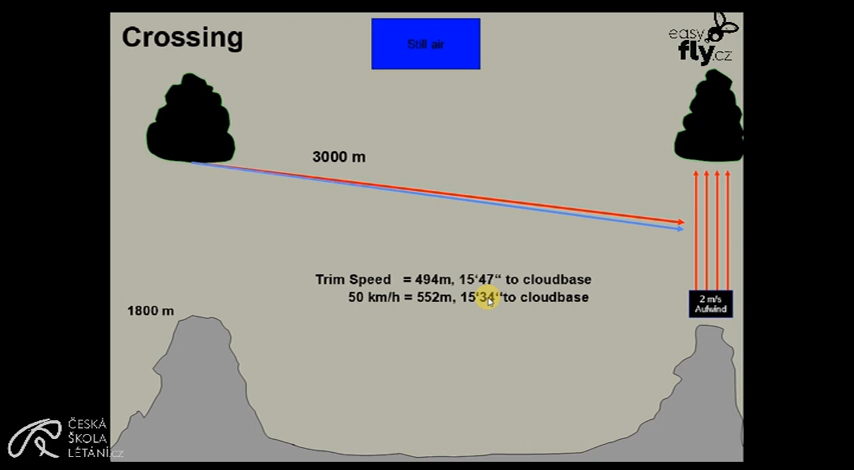 Crossing
Still air
easy
fly.cz
3000 m
Trim Speed = 494m, 15'47" to cloudbase
50 km/h = 552m, 15'34" to cloudbase
1800 m
2 m/s
Aufwind
ČESKÁ
ŠKOLA
LÉTÁNÍ.CZ